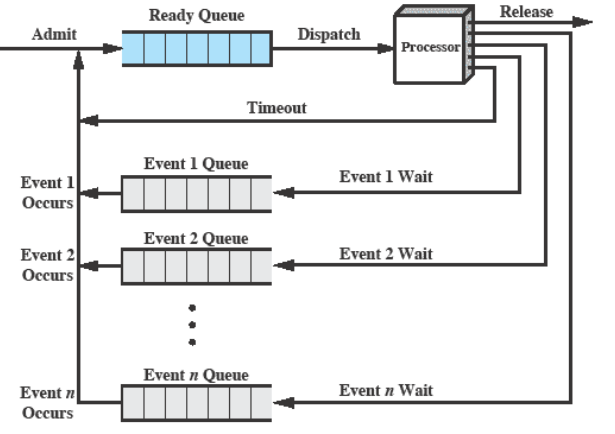 Ready Queue
Release
Admit
Dispatch
Processor
Timeout
Event 1 Queue
Event 1 Wait
Event 1
Occurs
Event 2 Queue
Event 2 Wait
Event 2
Occurs
Event n Queue
Event n Wait
Event n
Occurs